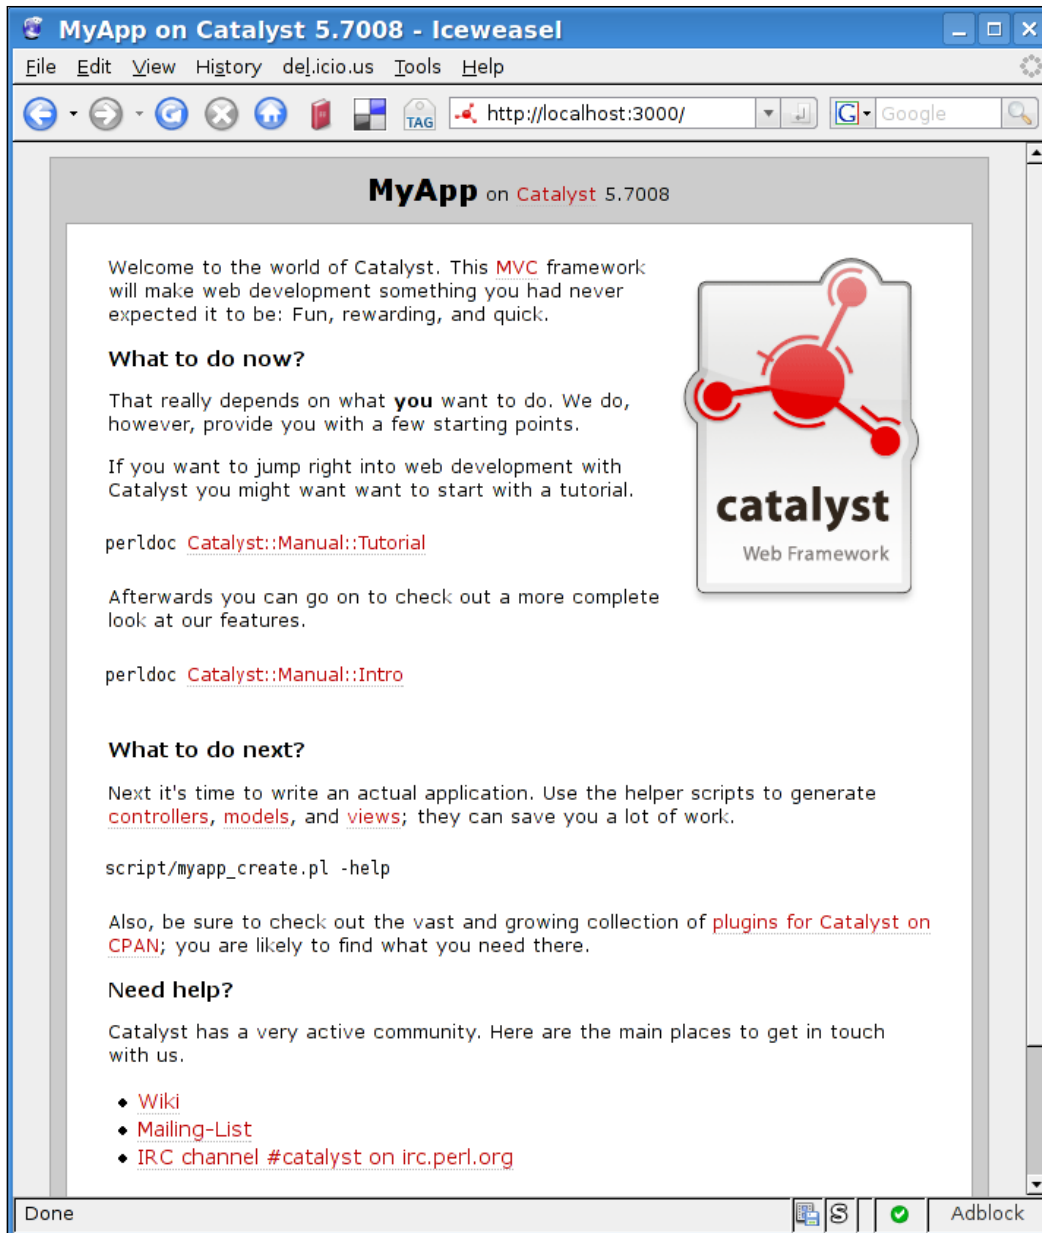 MyApp on Catalyst 5.7008 - Iceweasel
File Edit View History del.icio.us Tools Help
TAG http://localhost:3000/ G Google
MyApp on Catalyst 5.7008
Welcome to the world of Catalyst. This MVC framework
will make web development something you had never
expected it to be: Fun, rewarding, and quick.
What to do now?
That really depends on what you want to do. We do,
however, provide you with a few starting points.
If you want to jump right into web development with
Catalyst you might want want to start with a tutorial.
perldoc Catalyst::Manual::Tutorial
Afterwards you can go on to check out a more complete
look at our features.
perldoc Catalyst::Manual::Intro
catalyst
Web Framework
What to do next?
Next it's time to write an actual application. Use the helper scripts to generate
controllers, models, and views; they can save you a lot of work.
script/myapp_create.pl -help
Also, be sure to check out the vast and growing collection of plugins for Catalyst on
CPAN; you are likely to find what you need there.
Need help?
Catalyst has a very active community. Here are the main places to get in touch
with us.
Wiki
Mailing-List
IRC channel #catalyst on irc.perl.org
Done S Adblock